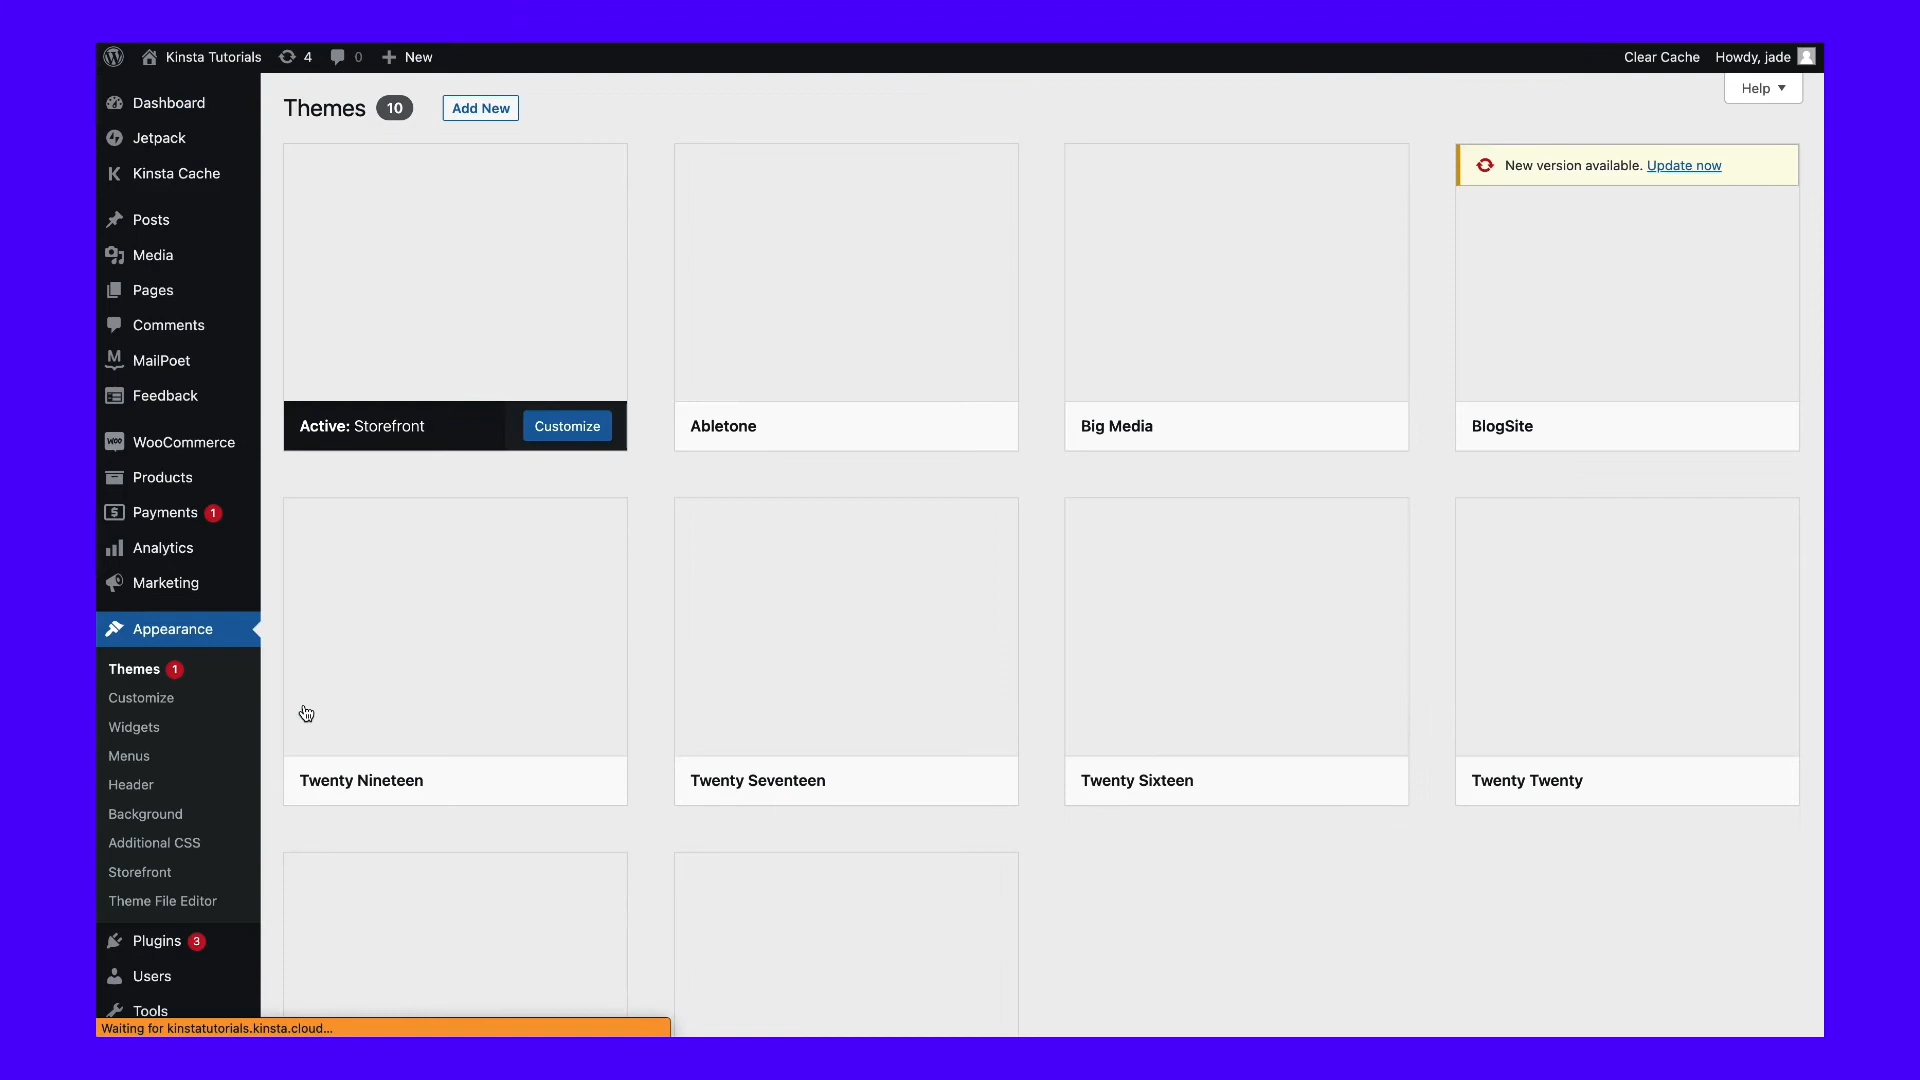 Kinsta Tutorials 4 0 New Clear Cache Howdy, jade
Help
Dashboard
Jetpack
Kinsta Cache
Posts
Media
Pages
Comments
MailPoet
Feedback
WooCommerce
Products
Payments 1
Analytics
Marketing
Appearance
Themes 1
Customize
Widgets
Menus
Header
Background
Additional CSS
Storefront
Theme File Editor
Plugins 3
Users
Tools
Themes 10 Add New
New version available. Update now
Active: Storefront Customize
Abletone
Big Media
BlogSite
Twenty Nineteen
Twenty Seventeen
Twenty Sixteen
Twenty Twenty
Waiting for kinstatutorials.kinsta.cloud...